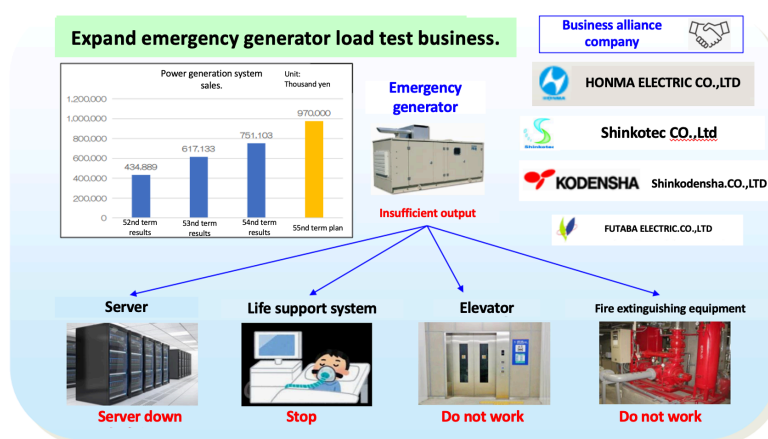 Expand emergency generator load test business.
Business alliance
company
Power generation system
sales.
Unit:
Thousand yen
1,200.000
1,000.000
800.000
600.000
400.000
200.000
0
434.889
617.133
751.103
970.000
52nd term
results
53nd term
results
54nd term
results
55nd term plan
Emergency
generator
Insufficient output
HONMA ELECTRIC CO.,LTD
Shinkotec CO.,Ltd
KODENSHA Shinkodensha.CO.,LTD
FUTABA ELECTRIC.CO.,LTD
Server
Life support system
Elevator
Fire extinguishing equipment
Server down
Stop
Do not work
Do not work